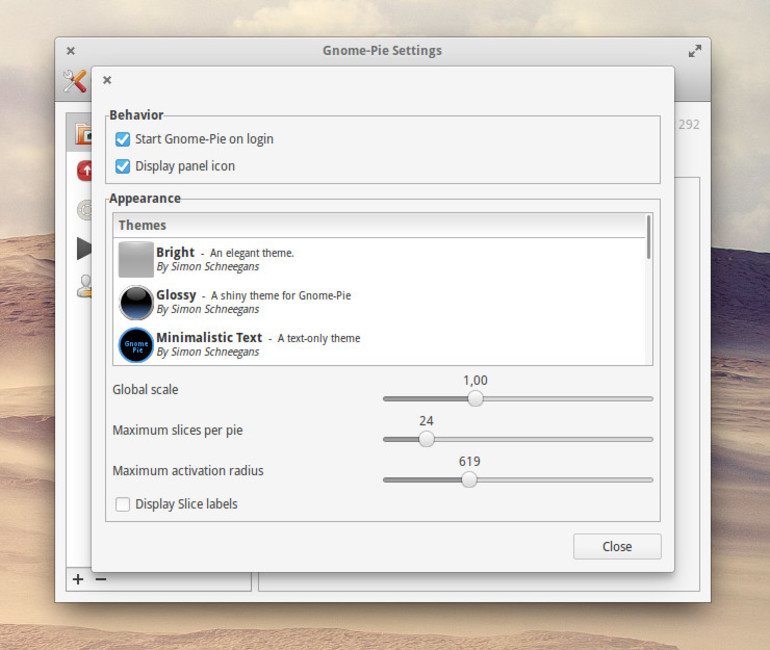 Gnome-Pie Settings
292
Behavior
Start Gnome-Pie on login
Display panel icon
Appearance
Themes
Bright - An elegant theme.
By Simon Schneegans
Glossy - A shiny theme for Gnome-Pie
By Simon Schneegans
Gnome
Pie
Minimalistic Text - A text-only theme
By Simon Schneegans
Global scale
1,00
Maximum slices per pie
24
Maximum activation radius
619
Display Slice labels
Close